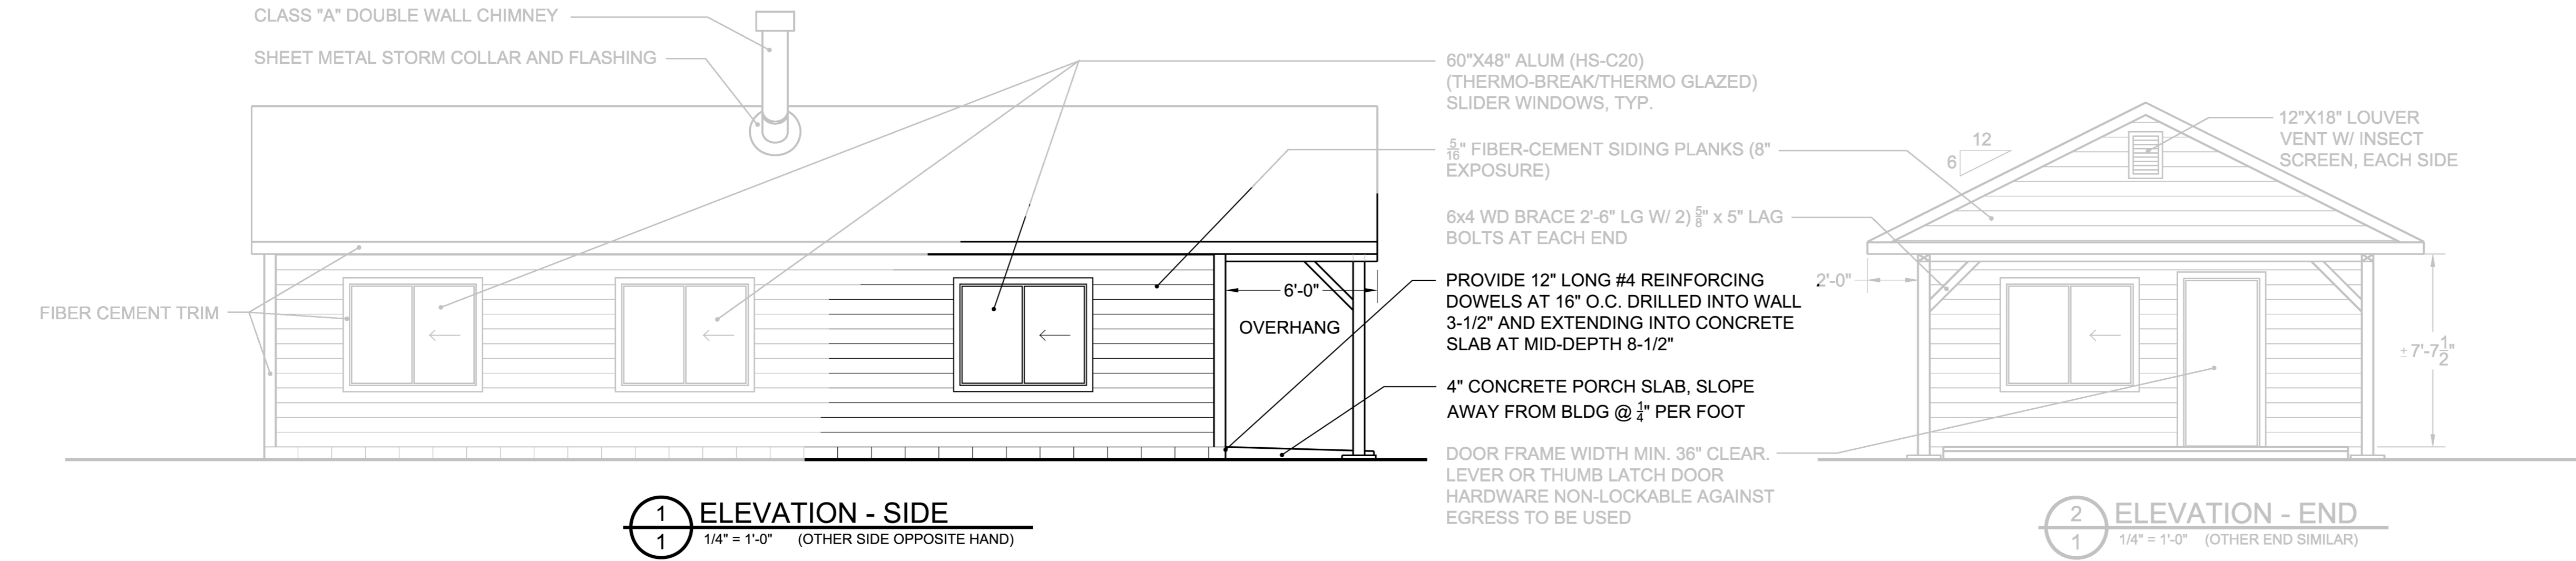 CLASS "A" DOUBLE WALL CHIMNEY
SHEET METAL STORM COLLAR AND FLASHING
FIBER CEMENT TRIM
60"X48" ALUM (HS-C20)
(THERMO-BREAK/THERMO GLAZED)
SLIDER WINDOWS, TYP.
5/16" FIBER-CEMENT SIDING PLANKS (8"
EXPOSURE)
6x4 WD BRACE 2'-6" LG W/ 2) 5/8" x 5" LAG
BOLTS AT EACH END
PROVIDE 12" LONG #4 REINFORCING
DOWELS AT 16" O.C. DRILLED INTO WALL
3-1/2" AND EXTENDING INTO CONCRETE
SLAB AT MID-DEPTH 8-1/2"
4" CONCRETE PORCH SLAB, SLOPE
AWAY FROM BLDG @ 1/4" PER FOOT
DOOR FRAME WIDTH MIN. 36" CLEAR.
LEVER OR THUMB LATCH DOOR
HARDWARE NON-LOCKABLE AGAINST
EGRESS TO BE USED
6'-0"
OVERHANG
1
1
ELEVATION - SIDE
1/4" = 1'-0" (OTHER SIDE OPPOSITE HAND)
12
6
12"X18" LOUVER
VENT W/ INSECT
SCREEN, EACH SIDE
2'-0"
± 7'-7 1/2"
2
1
ELEVATION - END
1/4" = 1'-0" (OTHER END SIMILAR)